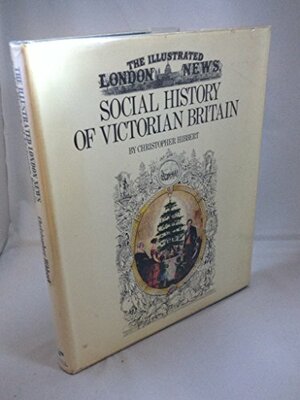 THE ILLUSTRATED
LONDON NEWS
SOCIAL HISTORY
OF VICTORIAN BRITAIN
BY CHRISTOPHER HIBBERT
THE ILLUSTRATED LONDON NEWS
Christopher Hibbert